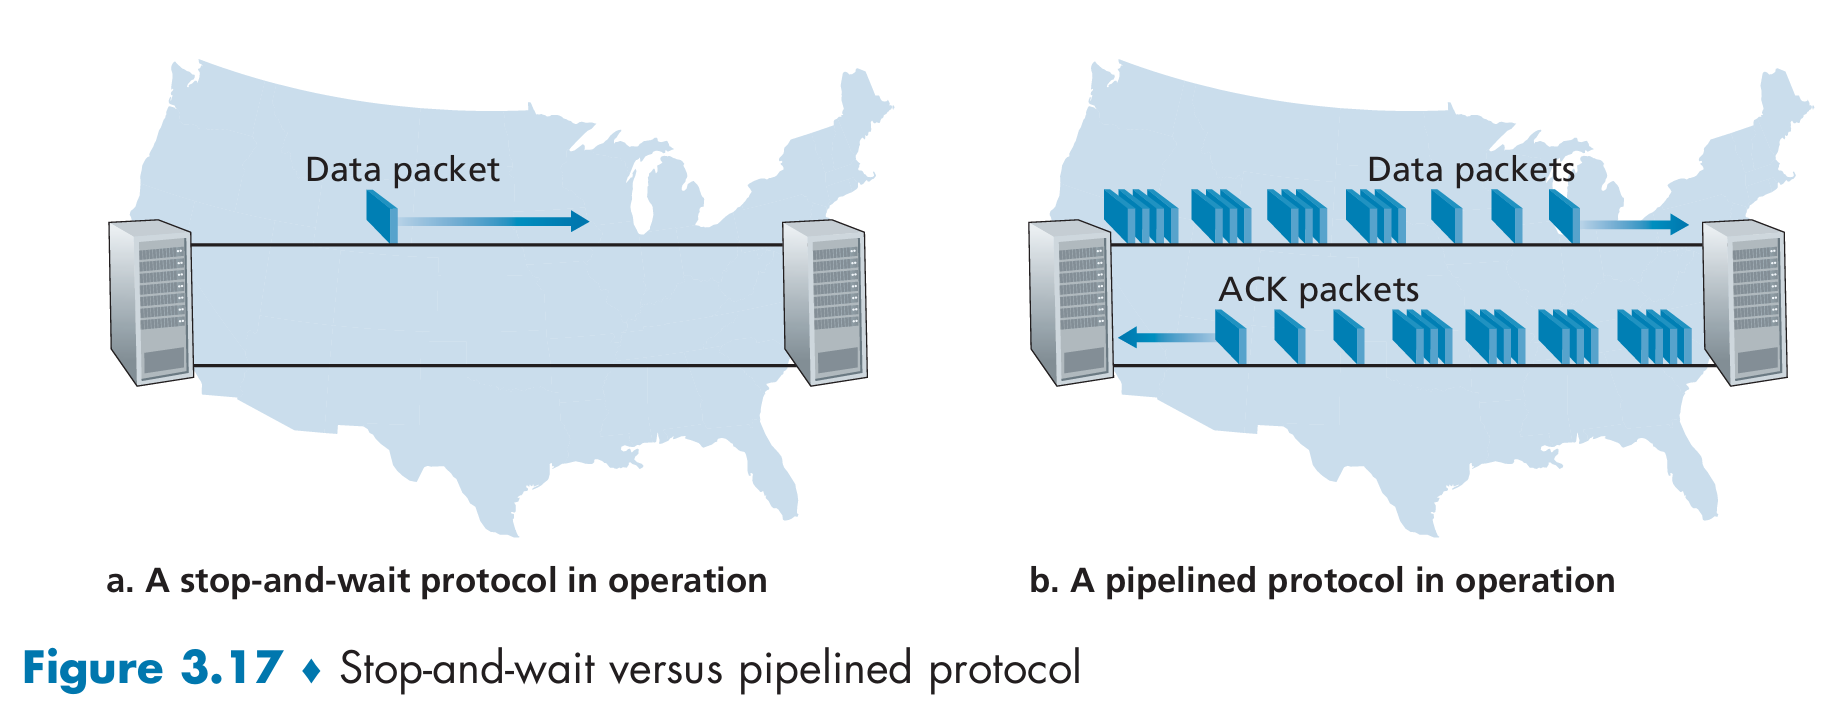 Data packet
Data packets
ACK packets
a. A stop-and-wait protocol in operation
b. A pipelined protocol in operation
Figure 3.17 ♦ Stop-and-wait versus pipelined protocol